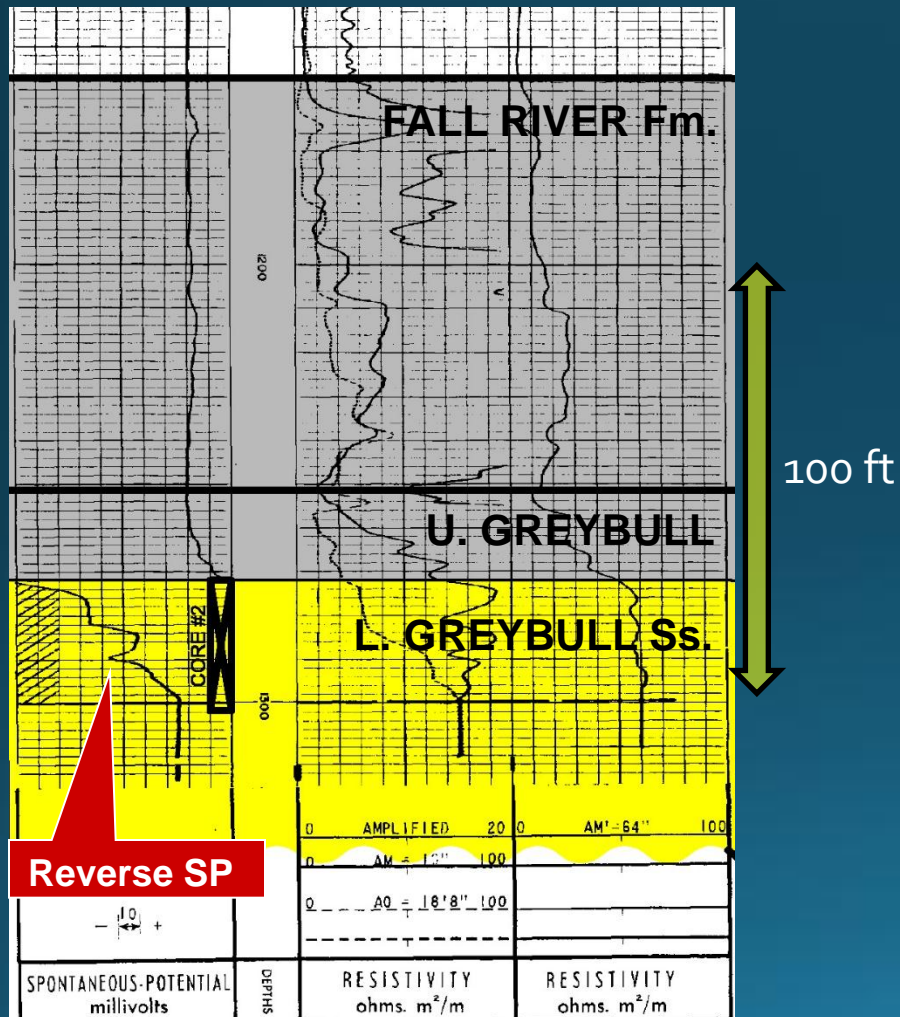 FALL RIVER Fm.
1200
100 ft
U. GREYBULL
L. GREYBULL Ss.
CORE #2
1300
0 AMPLIFIED 20
0 AM'=64" 100
0 AM = 100
Reverse SP
0 AO = 18'8" 100
- 10 +
SPONTANEOUS-POTENTIAL
millivolts
DEPTHS
RESISTIVITY
ohms. m²/m
RESISTIVITY
ohms. m²/m